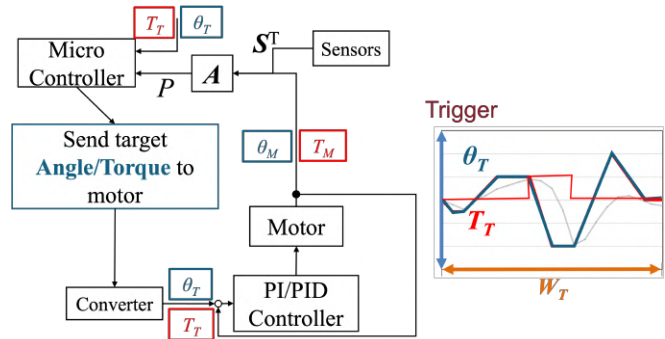 T_T θ_T
Micro
Controller
P
A
S^T
Sensors
Send target
Angle/Torque to
motor
θ_M T_M
Motor
Converter
θ_T
T_T
PI/PID
Controller
Trigger
θ_T
T_T
W_T